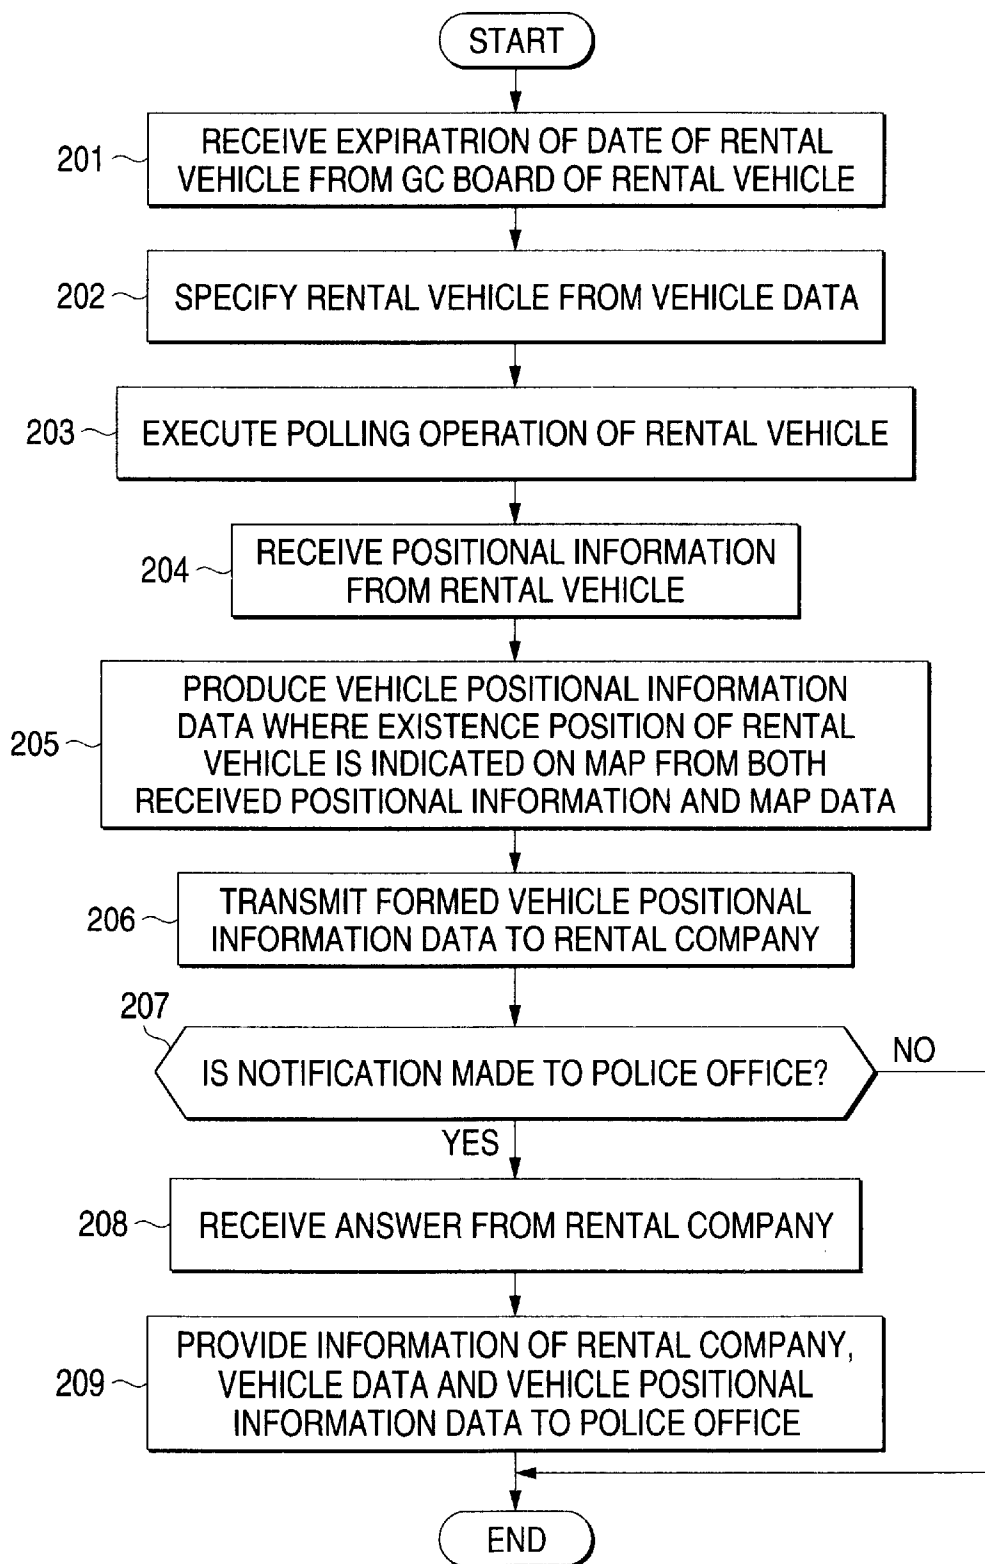 START
201
RECEIVE EXPIRATRION OF DATE OF RENTAL
VEHICLE FROM GC BOARD OF RENTAL VEHICLE
202
SPECIFY RENTAL VEHICLE FROM VEHICLE DATA
203
EXECUTE POLLING OPERATION OF RENTAL VEHICLE
204
RECEIVE POSITIONAL INFORMATION
FROM RENTAL VEHICLE
205
PRODUCE VEHICLE POSITIONAL INFORMATION
DATA WHERE EXISTENCE POSITION OF RENTAL
VEHICLE IS INDICATED ON MAP FROM BOTH
RECEIVED POSITIONAL INFORMATION AND MAP DATA
206
TRANSMIT FORMED VEHICLE POSITIONAL
INFORMATION DATA TO RENTAL COMPANY
207
IS NOTIFICATION MADE TO POLICE OFFICE?
NO
YES
208
RECEIVE ANSWER FROM RENTAL COMPANY
209
PROVIDE INFORMATION OF RENTAL COMPANY,
VEHICLE DATA AND VEHICLE POSITIONAL
INFORMATION DATA TO POLICE OFFICE
END